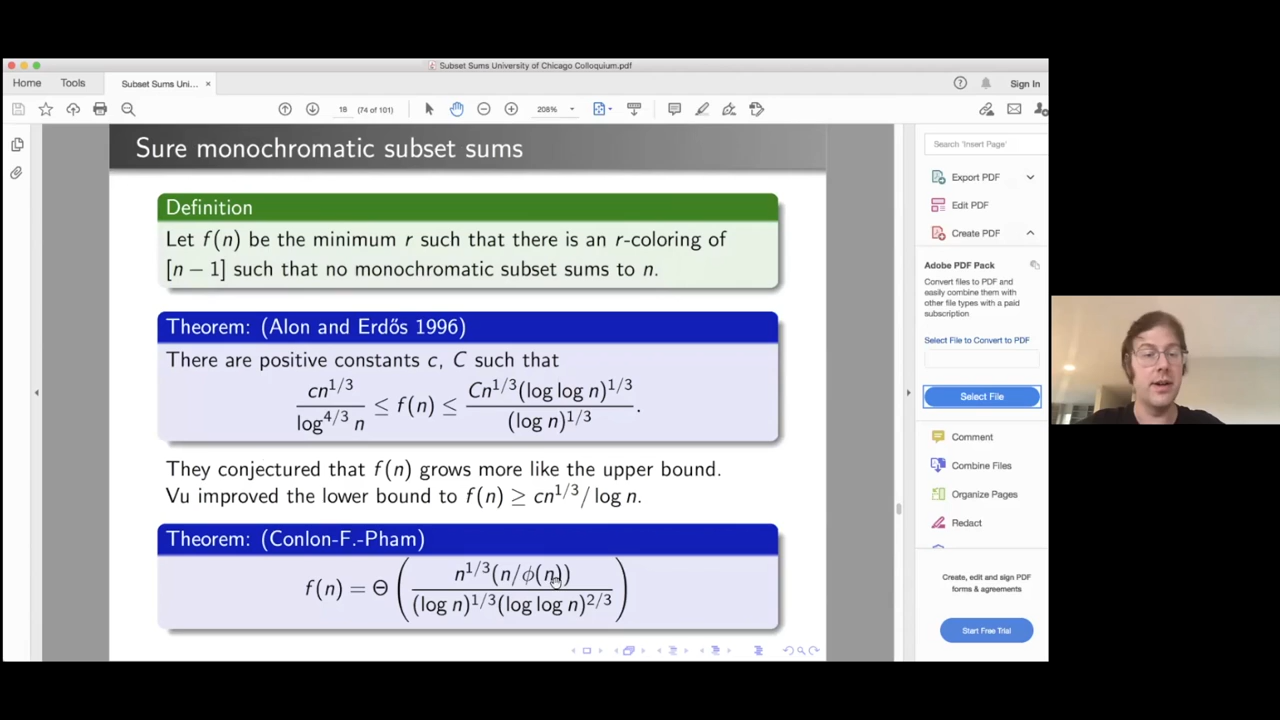 Subset Sums University of Chicago Colloquium.pdf
Home Tools Subset Sums Uni... × Sign In
18 (74 of 101) 208%
Sure monochromatic subset sums
Definition
Let f(n) be the minimum r such that there is an r-coloring of
[n − 1] such that no monochromatic subset sums to n.
Theorem: (Alon and Erdős 1996)
There are positive constants c, C such that
cn^{1/3} / log^{4/3} n ≤ f(n) ≤ Cn^{1/3}(log log n)^{1/3} / (log n)^{1/3}.
They conjectured that f(n) grows more like the upper bound.
Vu improved the lower bound to f(n) ≥ cn^{1/3}/ log n.
Theorem: (Conlon-F.-Pham)
f(n) = Θ( n^{1/3}(n/ϕ(n)) / (log n)^{1/3}(log log n)^{2/3} )
Search 'Insert Page'
Export PDF
Edit PDF
Create PDF
Adobe PDF Pack
Convert files to PDF and
easily combine them with
other file types with a paid
subscription
Select File to Convert to PDF
Select File
Comment
Combine Files
Organize Pages
Redact
Create, edit and sign PDF
forms & agreements
Start Free Trial